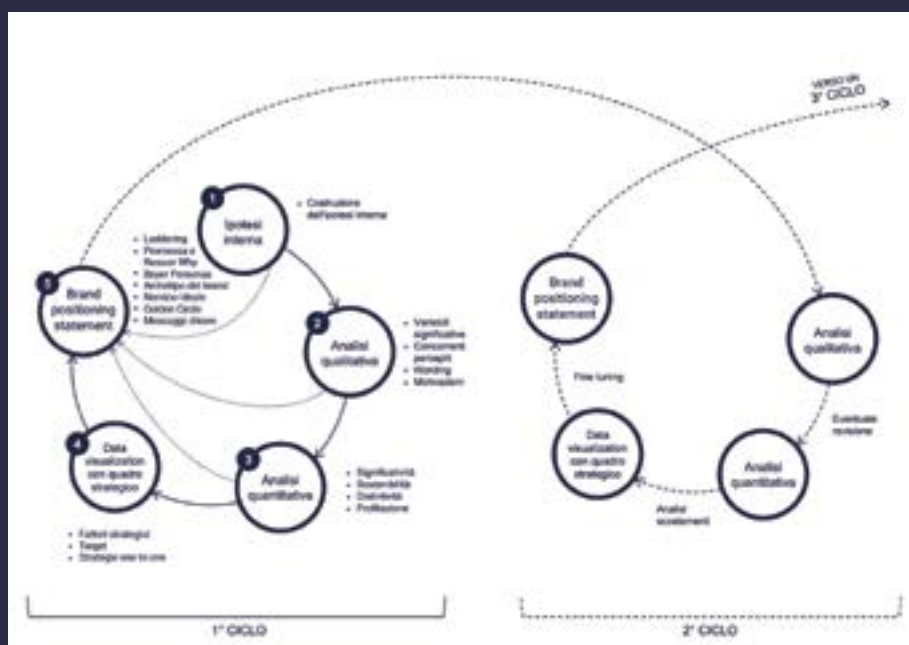 VERSO UN
3° CICLO
1
Ipotesi
interna
Costruzione
dell'ipotesi interna
5
Brand
positioning
statement
Laddering
Promessa e
Reason Why
Buyer Personas
Archetipo del brand
Nemico ideale
Golden Circle
Messaggi chiave
2
Analisi
qualitativa
Variabili
significative
Concorrenti
percepiti
Wording
Motivazioni
4
Data
visualization
con quadro
strategico
3
Analisi
quantitativa
Significatività
Sostenibilità
Distintività
Profilazione
Fattori strategici
Target
Strategie one to one
1° CICLO
Brand
positioning
statement
Analisi
qualitativa
Fine tuning
Eventuale
revisione
Data
visualization
con quadro
strategico
Analisi
quantitativa
Analisi
scostamenti
2° CICLO